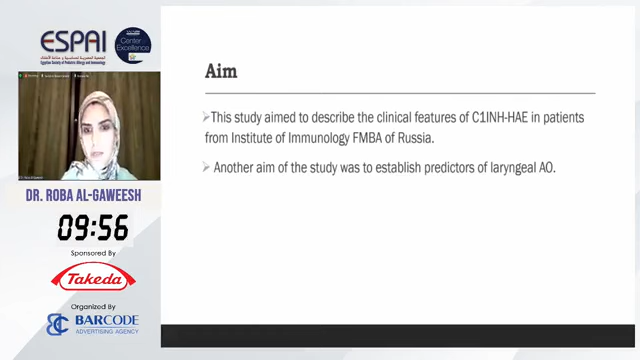 ESPAI
Center
Excellence
Egyptian Society of Pediatric Allergy and Immunology
DR. ROBA AL-GAWEESH
09:56
Sponsored By
Takeda
Organized By
BARCODE
ADVERTISING AGENCY
Aim
This study aimed to describe the clinical features of C1INH-HAE in patients
from Institute of Immunology FMBA of Russia.
Another aim of the study was to establish predictors of laryngeal AO.